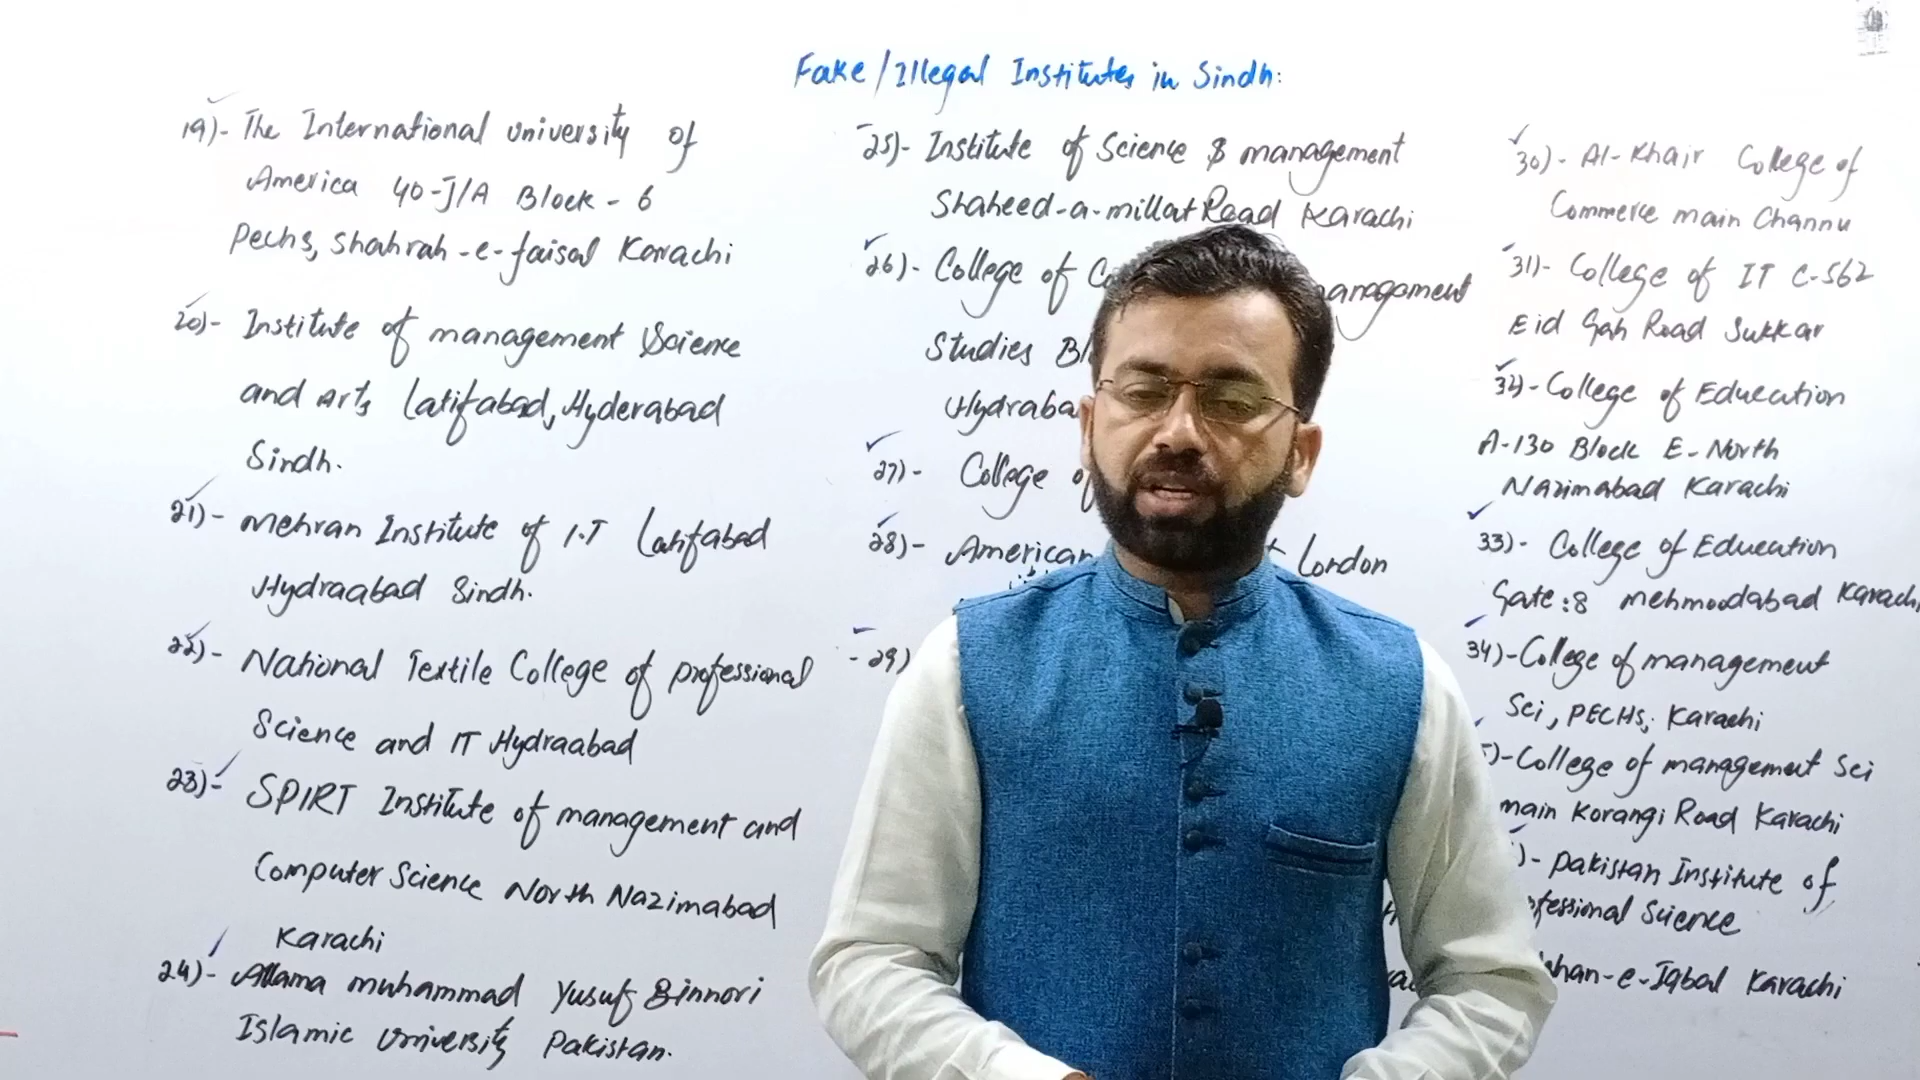 Fake/Illegal Institutes in Sindh:
19)- The International university of
America 40-J/A Block-6
Pechs, Shahrah-e-faisal Karachi
20)- Institute of management Science
and Arts Latifabad, Hyderabad
Sindh.
21)- Mehran Institute of I.T Latifabad
Hydraabad Sindh.
22)- National Textile College of professional
Science and IT Hydraabad
23)- SPIRT Institute of management and
Computer Science North Nazimabad
Karachi
24)- Allama muhammad Yusuf Binnori
Islamic University Pakistan.
25)- Institute of Science & management
Shaheed-a-millat Road Karachi
26)- College of
Studies
27)- College
28)- American London
29)
30)- Al-Khair College of
Commerce main Channu
31)- College of IT C-562
Eid Gah Road Sukkar
32)- College of Education
A-130 Block E-North
Nazimabad Karachi
33)- College of Education
Gate:8 Mehmoodabad Karachi
34)- College of management
Sci, PECHS, Karachi
)- College of management Sci
main Korangi Road Karachi
)- Pakistan Institute of
Science
-e-Iqbal Karachi